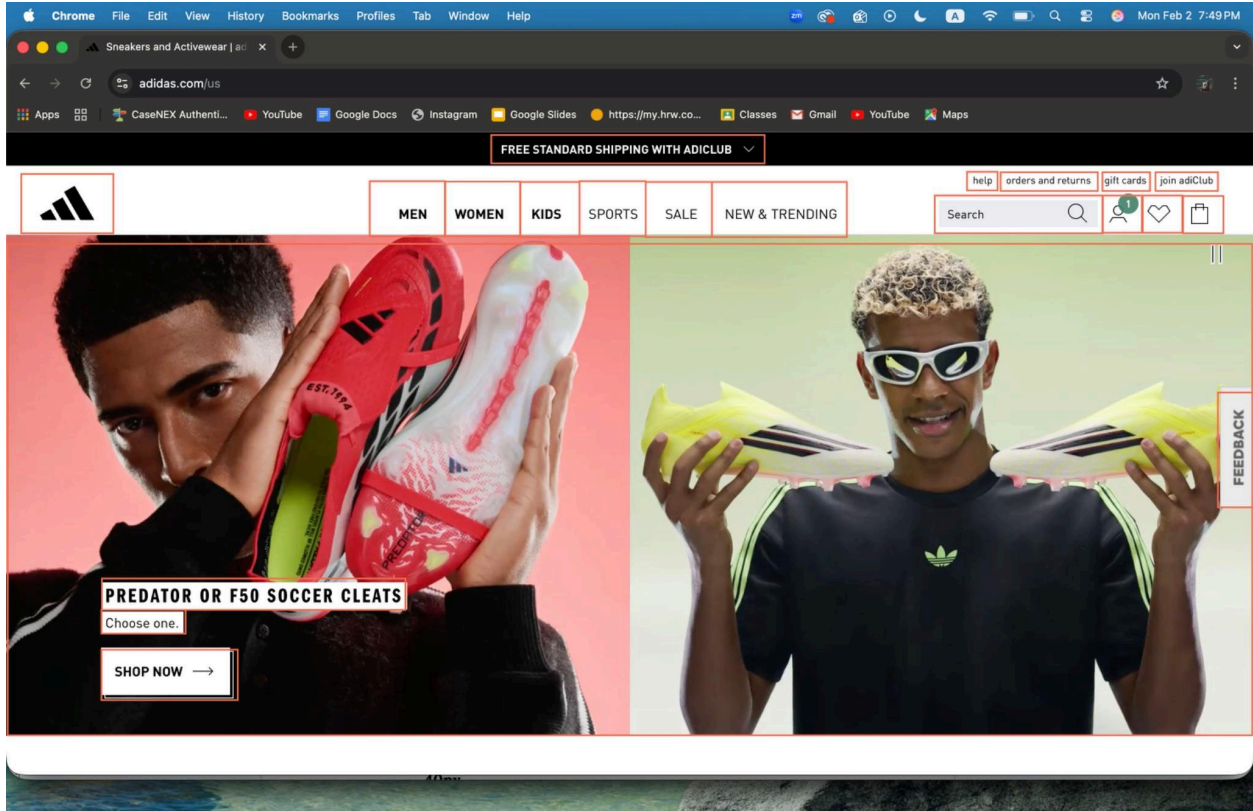 Chrome File Edit View History Bookmarks Profiles Tab Window Help zm A Mon Feb 2 7:49 PM
Sneakers and Activewear | ad
adidas.com/us
Apps CaseNEX Authenti... YouTube Google Docs Instagram Google Slides https://my.hrw.co... Classes Gmail YouTube Maps
FREE STANDARD SHIPPING WITH ADICLUB
help orders and returns gift cards join adiClub
MEN WOMEN KIDS SPORTS SALE NEW & TRENDING Search 1
EST. 1994
PREDATOR
FEEDBACK
PREDATOR OR F50 SOCCER CLEATS
Choose one.
SHOP NOW